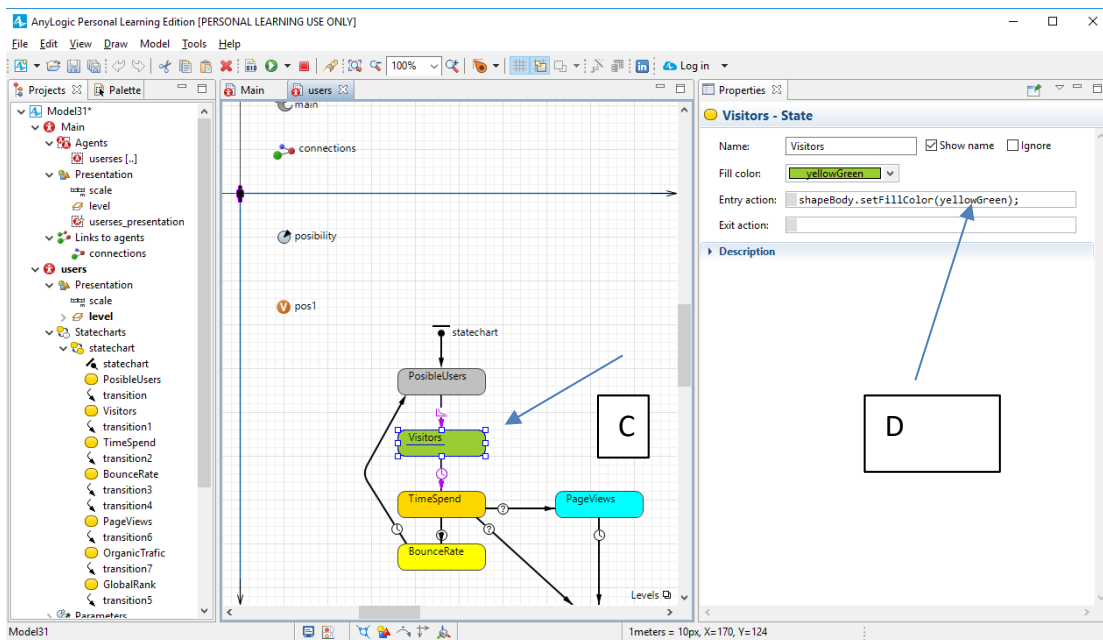 AnyLogic Personal Learning Edition [PERSONAL LEARNING USE ONLY]
File Edit View Draw Model Tools Help
100% Log in
Projects Palette
Main users
Properties
Model31*
Main
Agents
userses [..]
Presentation
scale
level
userses_presentation
Links to agents
connections
users
Presentation
scale
level
Statecharts
statechart
statechart
PosibleUsers
transition
Visitors
transition1
TimeSpend
transition2
BounceRate
transition3
transition4
PageViews
transition6
OrganicTrafic
transition7
GlobalRank
transition5
Parameters
main
connections
posibility
V pos1
statechart
PosibleUsers
Visitors
TimeSpend
PageViews
BounceRate
C
Levels
Visitors - State
Name: Visitors Show name Ignore
Fill color: yellowGreen
Entry action: shapeBody.setFillColor(yellowGreen);
Exit action:
Description
D
Model31
1meters = 10px, X=170, Y=124